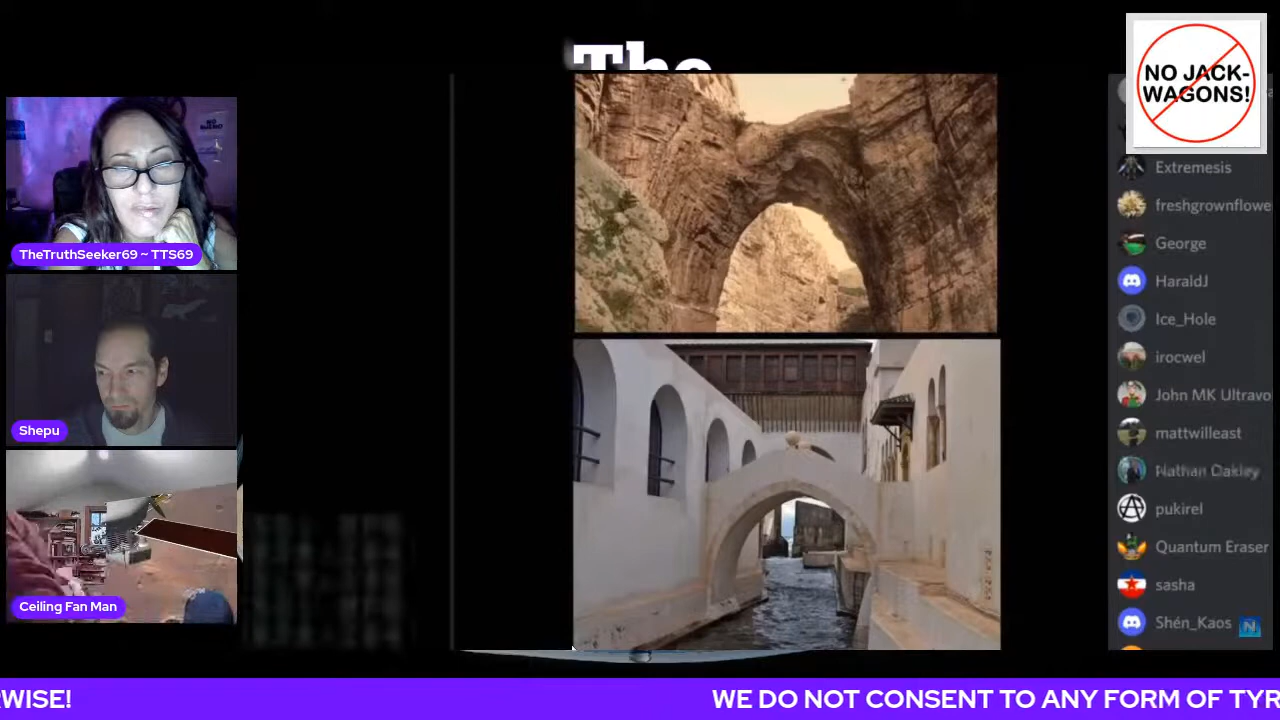 The
NO JACK-
WAGONS!
TheTruthSeeker69 ~ TTS69
Shepu
Ceiling Fan Man
Extremesis
freshgrownflowe
George
HaraldJ
Ice_Hole
irocwel
John MK Ultravo
mattwilleast
Nathan Oakley
pukirel
Quantum Eraser
sasha
Shén_Kaos
N
RWISE!
WE DO NOT CONSENT TO ANY FORM OF TYR